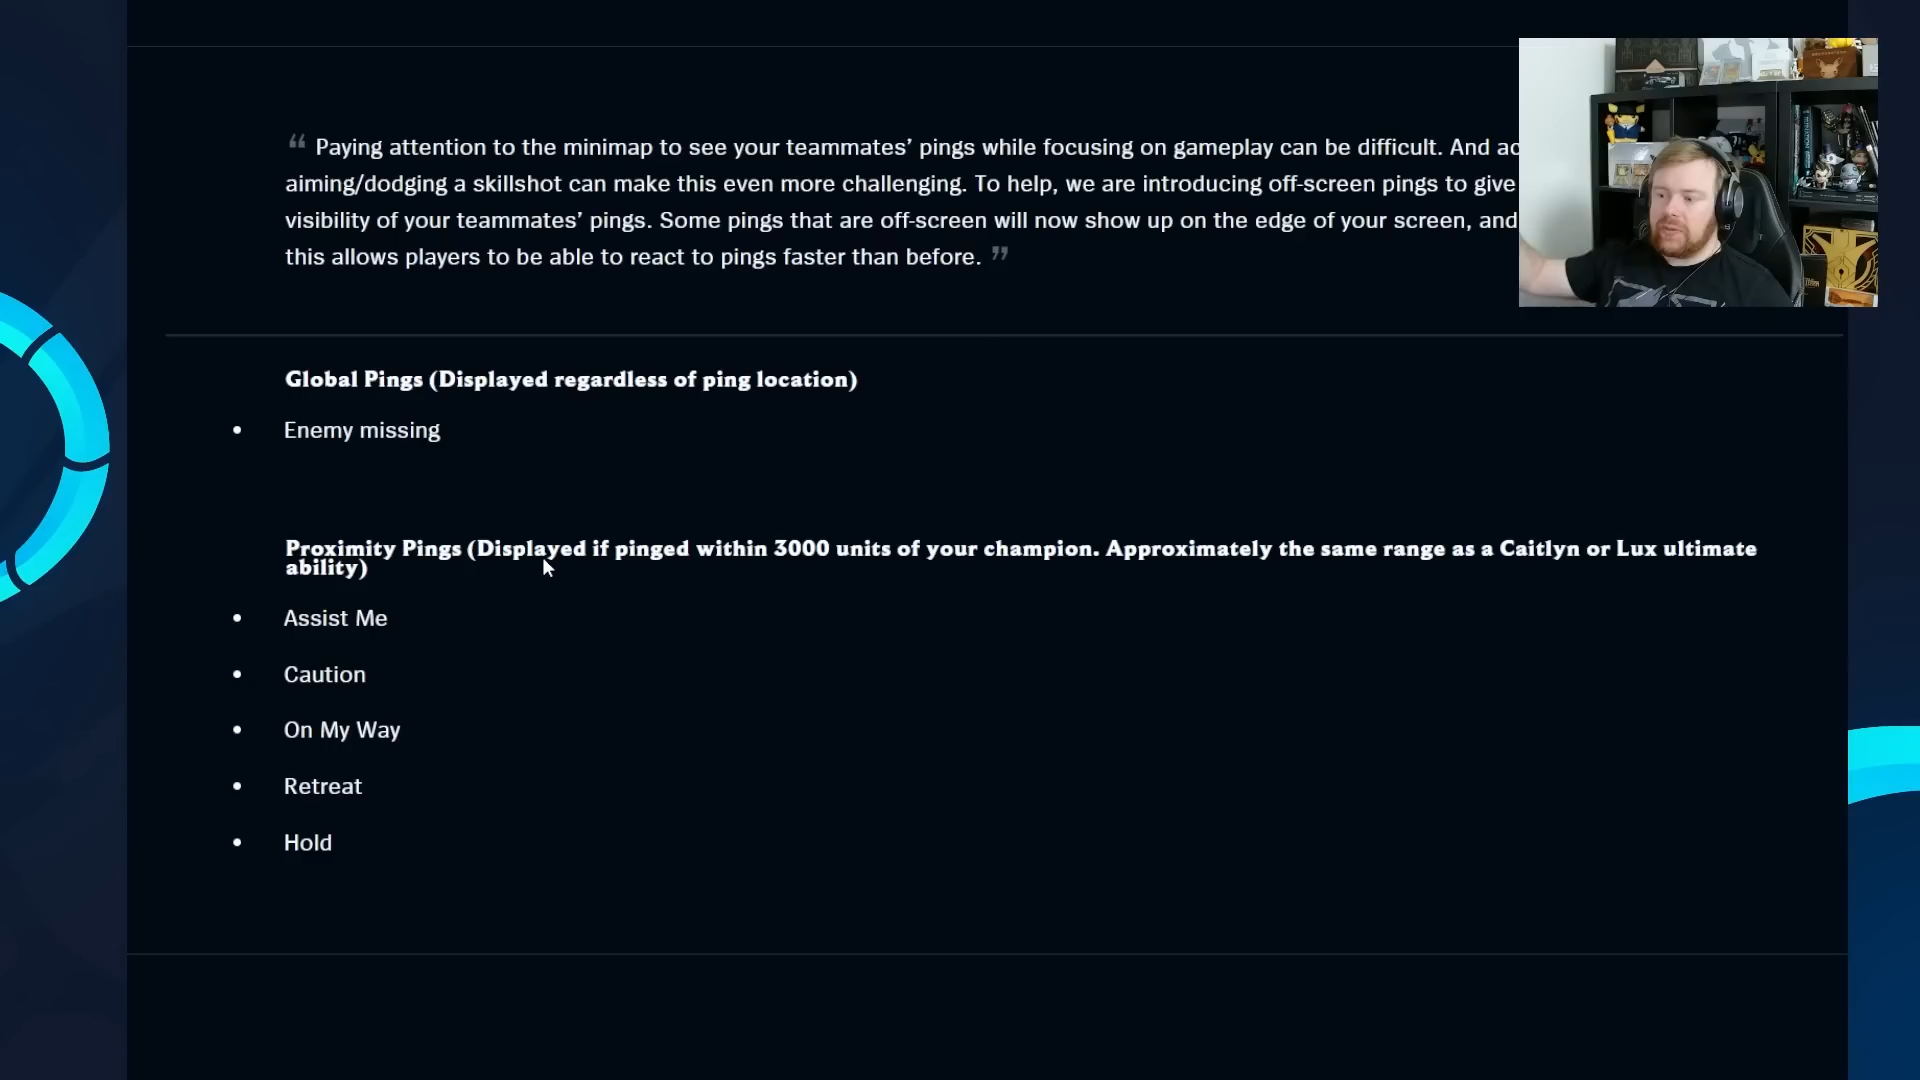 “ Paying attention to the minimap to see your teammates’ pings while focusing on gameplay can be difficult. And
aiming/dodging a skillshot can make this even more challenging. To help, we are introducing off-screen pings to give
visibility of your teammates’ pings. Some pings that are off-screen will now show up on the edge of your screen, and
this allows players to be able to react to pings faster than before. ”
Global Pings (Displayed regardless of ping location)
• Enemy missing
Proximity Pings (Displayed if pinged within 3000 units of your champion. Approximately the same range as a Caitlyn or Lux ultimate
ability)
• Assist Me
• Caution
• On My Way
• Retreat
• Hold